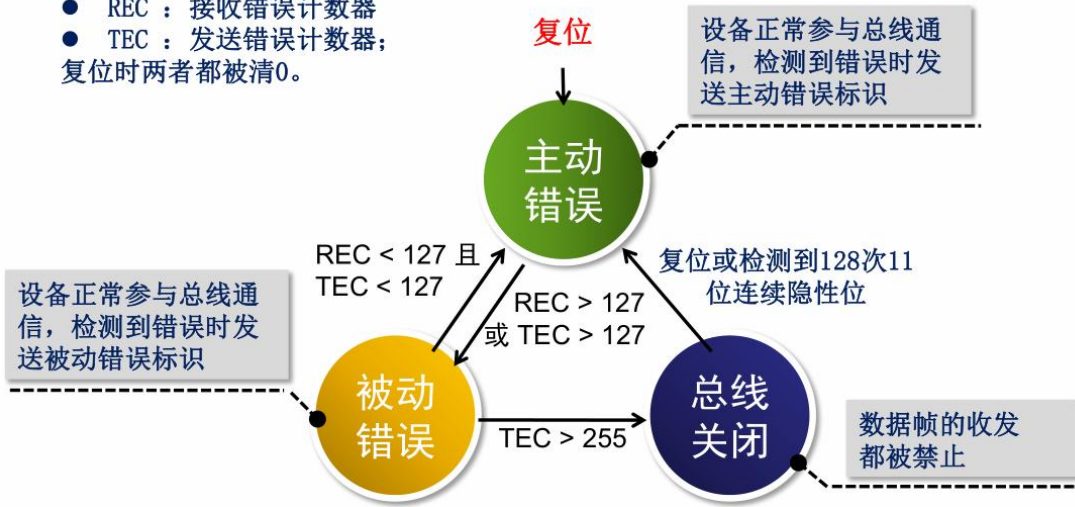 ● REC ：接收错误计数器
● TEC ：发送错误计数器；
复位时两者都被清0。
复位
设备正常参与总线通
信，检测到错误时发
送主动错误标识
主动
错误
REC < 127 且
TEC < 127
REC > 127
或 TEC > 127
复位或检测到128次11
位连续隐性位
设备正常参与总线通
信，检测到错误时发
送被动错误标识
被动
错误
TEC > 255
总线
关闭
数据帧的收发
都被禁止